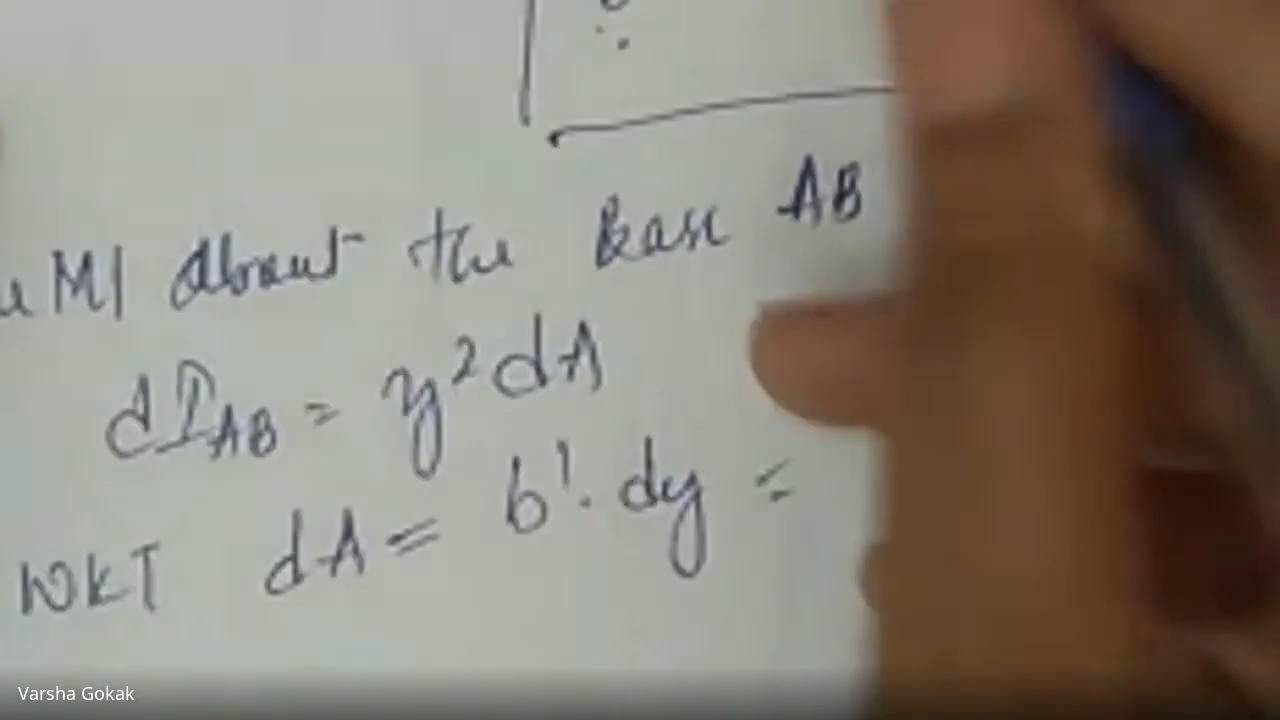 MI about the base AB
dI_AB = y²dA
WKT dA = b'. dy =
Varsha Gokak